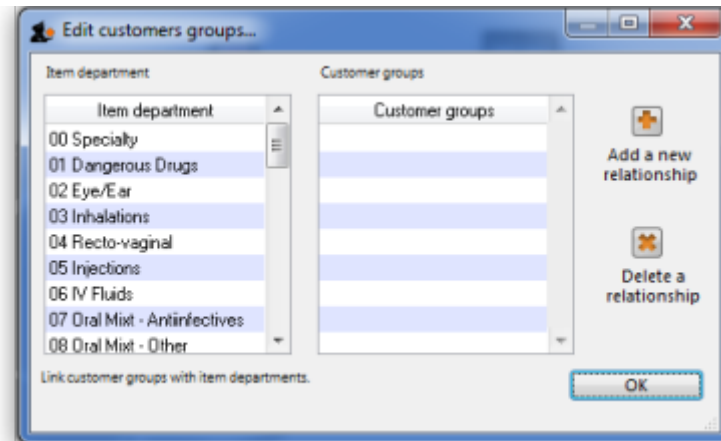 Edit customers groups...
Item department
Customer groups
Item department
Customer groups
00 Specialty
01 Dangerous Drugs
02 Eye/Ear
03 Inhalations
04 Recto-vaginal
05 Injections
06 IV Fluids
07 Oral Mixt - Antiinfectives
08 Oral Mixt - Other
Add a new
relationship
Delete a
relationship
Link customer groups with item departments.
OK